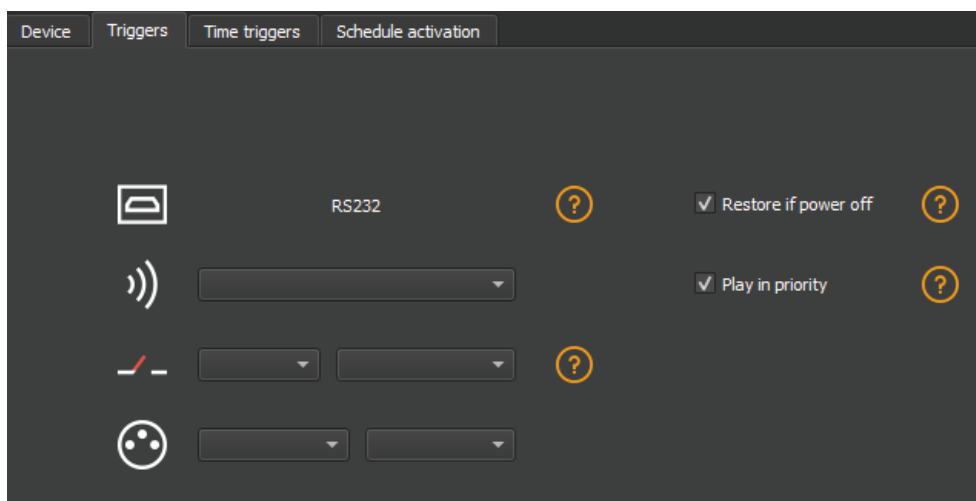 Device
Triggers
Time triggers
Schedule activation
RS232
?
Restore if power off
?
Play in priority
?
?